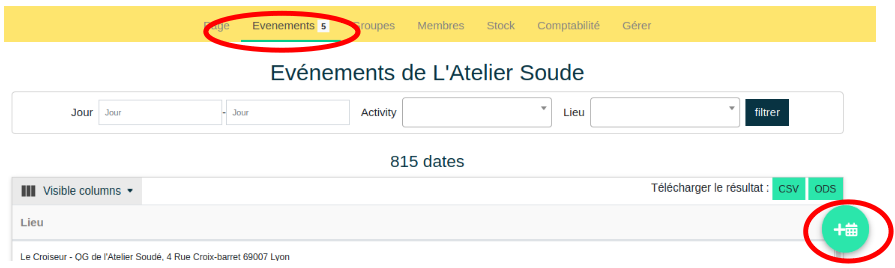 Page Evenements 5 Groupes Membres Stock Comptabilité Gérer
Evénements de L'Atelier Soude
Jour Jour - Jour Activity Lieu filtrer
815 dates
Visible columns Télécharger le résultat : CSV ODS
Lieu
Le Croiseur - QG de l'Atelier Soudé, 4 Rue Croix-barret 69007 Lyon